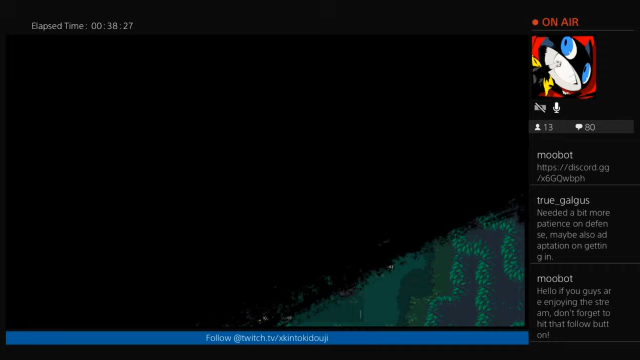 Elapsed Time : 00:38:27
ON AIR
13
80
moobot
https://discord.gg
/x6GQwbph
true_galgus
Needed a bit more
patience on defen
se, maybe also ad
aptation on gettin
g in.
moobot
Hello if you guys ar
e enjoying the stre
am, don't forget to
hit that follow butt
on!
Follow @twitch.tv/xkintokidouji